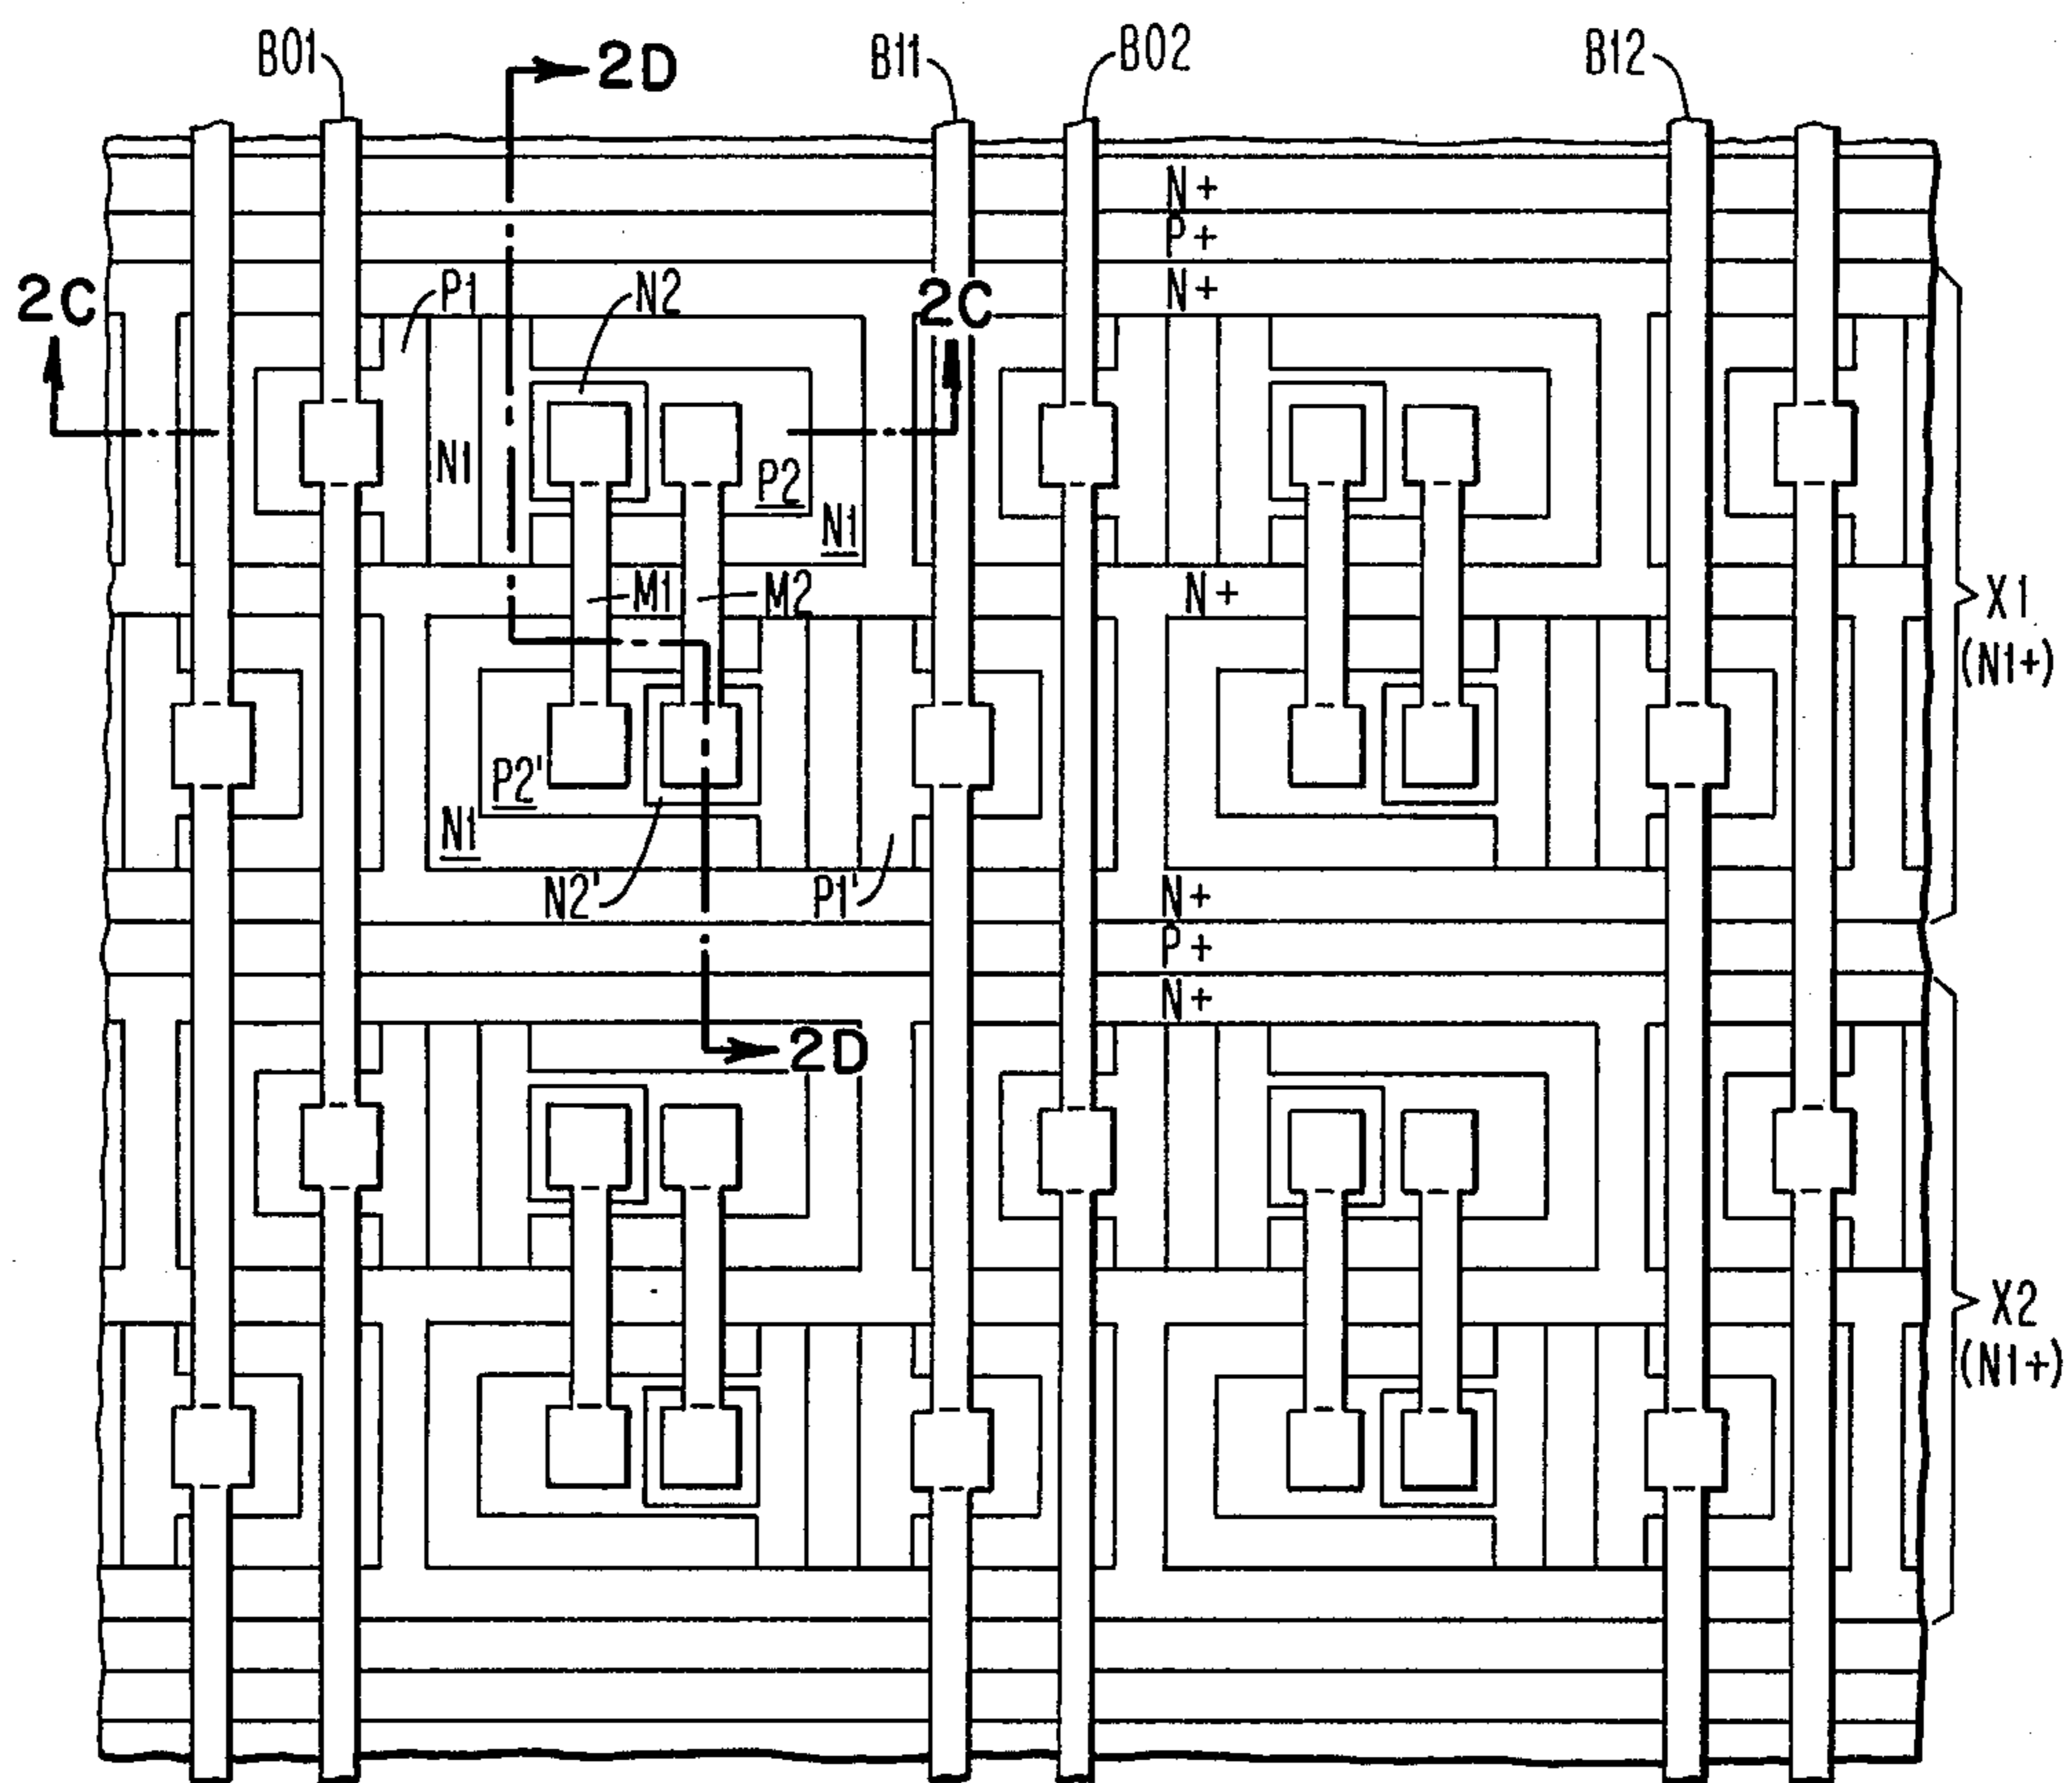 B01
2D
B11
B02
B12
N+
P+
2C
P1
N2
2C
N+
N1
P2
N1
M1
M2
N+
X1
(N1+)
P2'
N1
N2'
P1'
N+
P+
N+
2D
X2
(N1+)